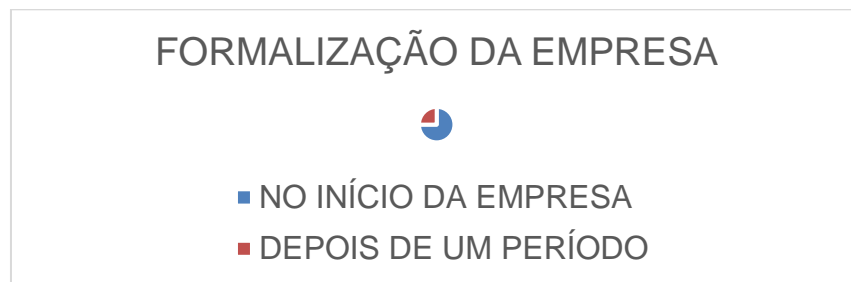 FORMALIZAÇÃO DA EMPRESA
NO INÍCIO DA EMPRESA
DEPOIS DE UM PERÍODO